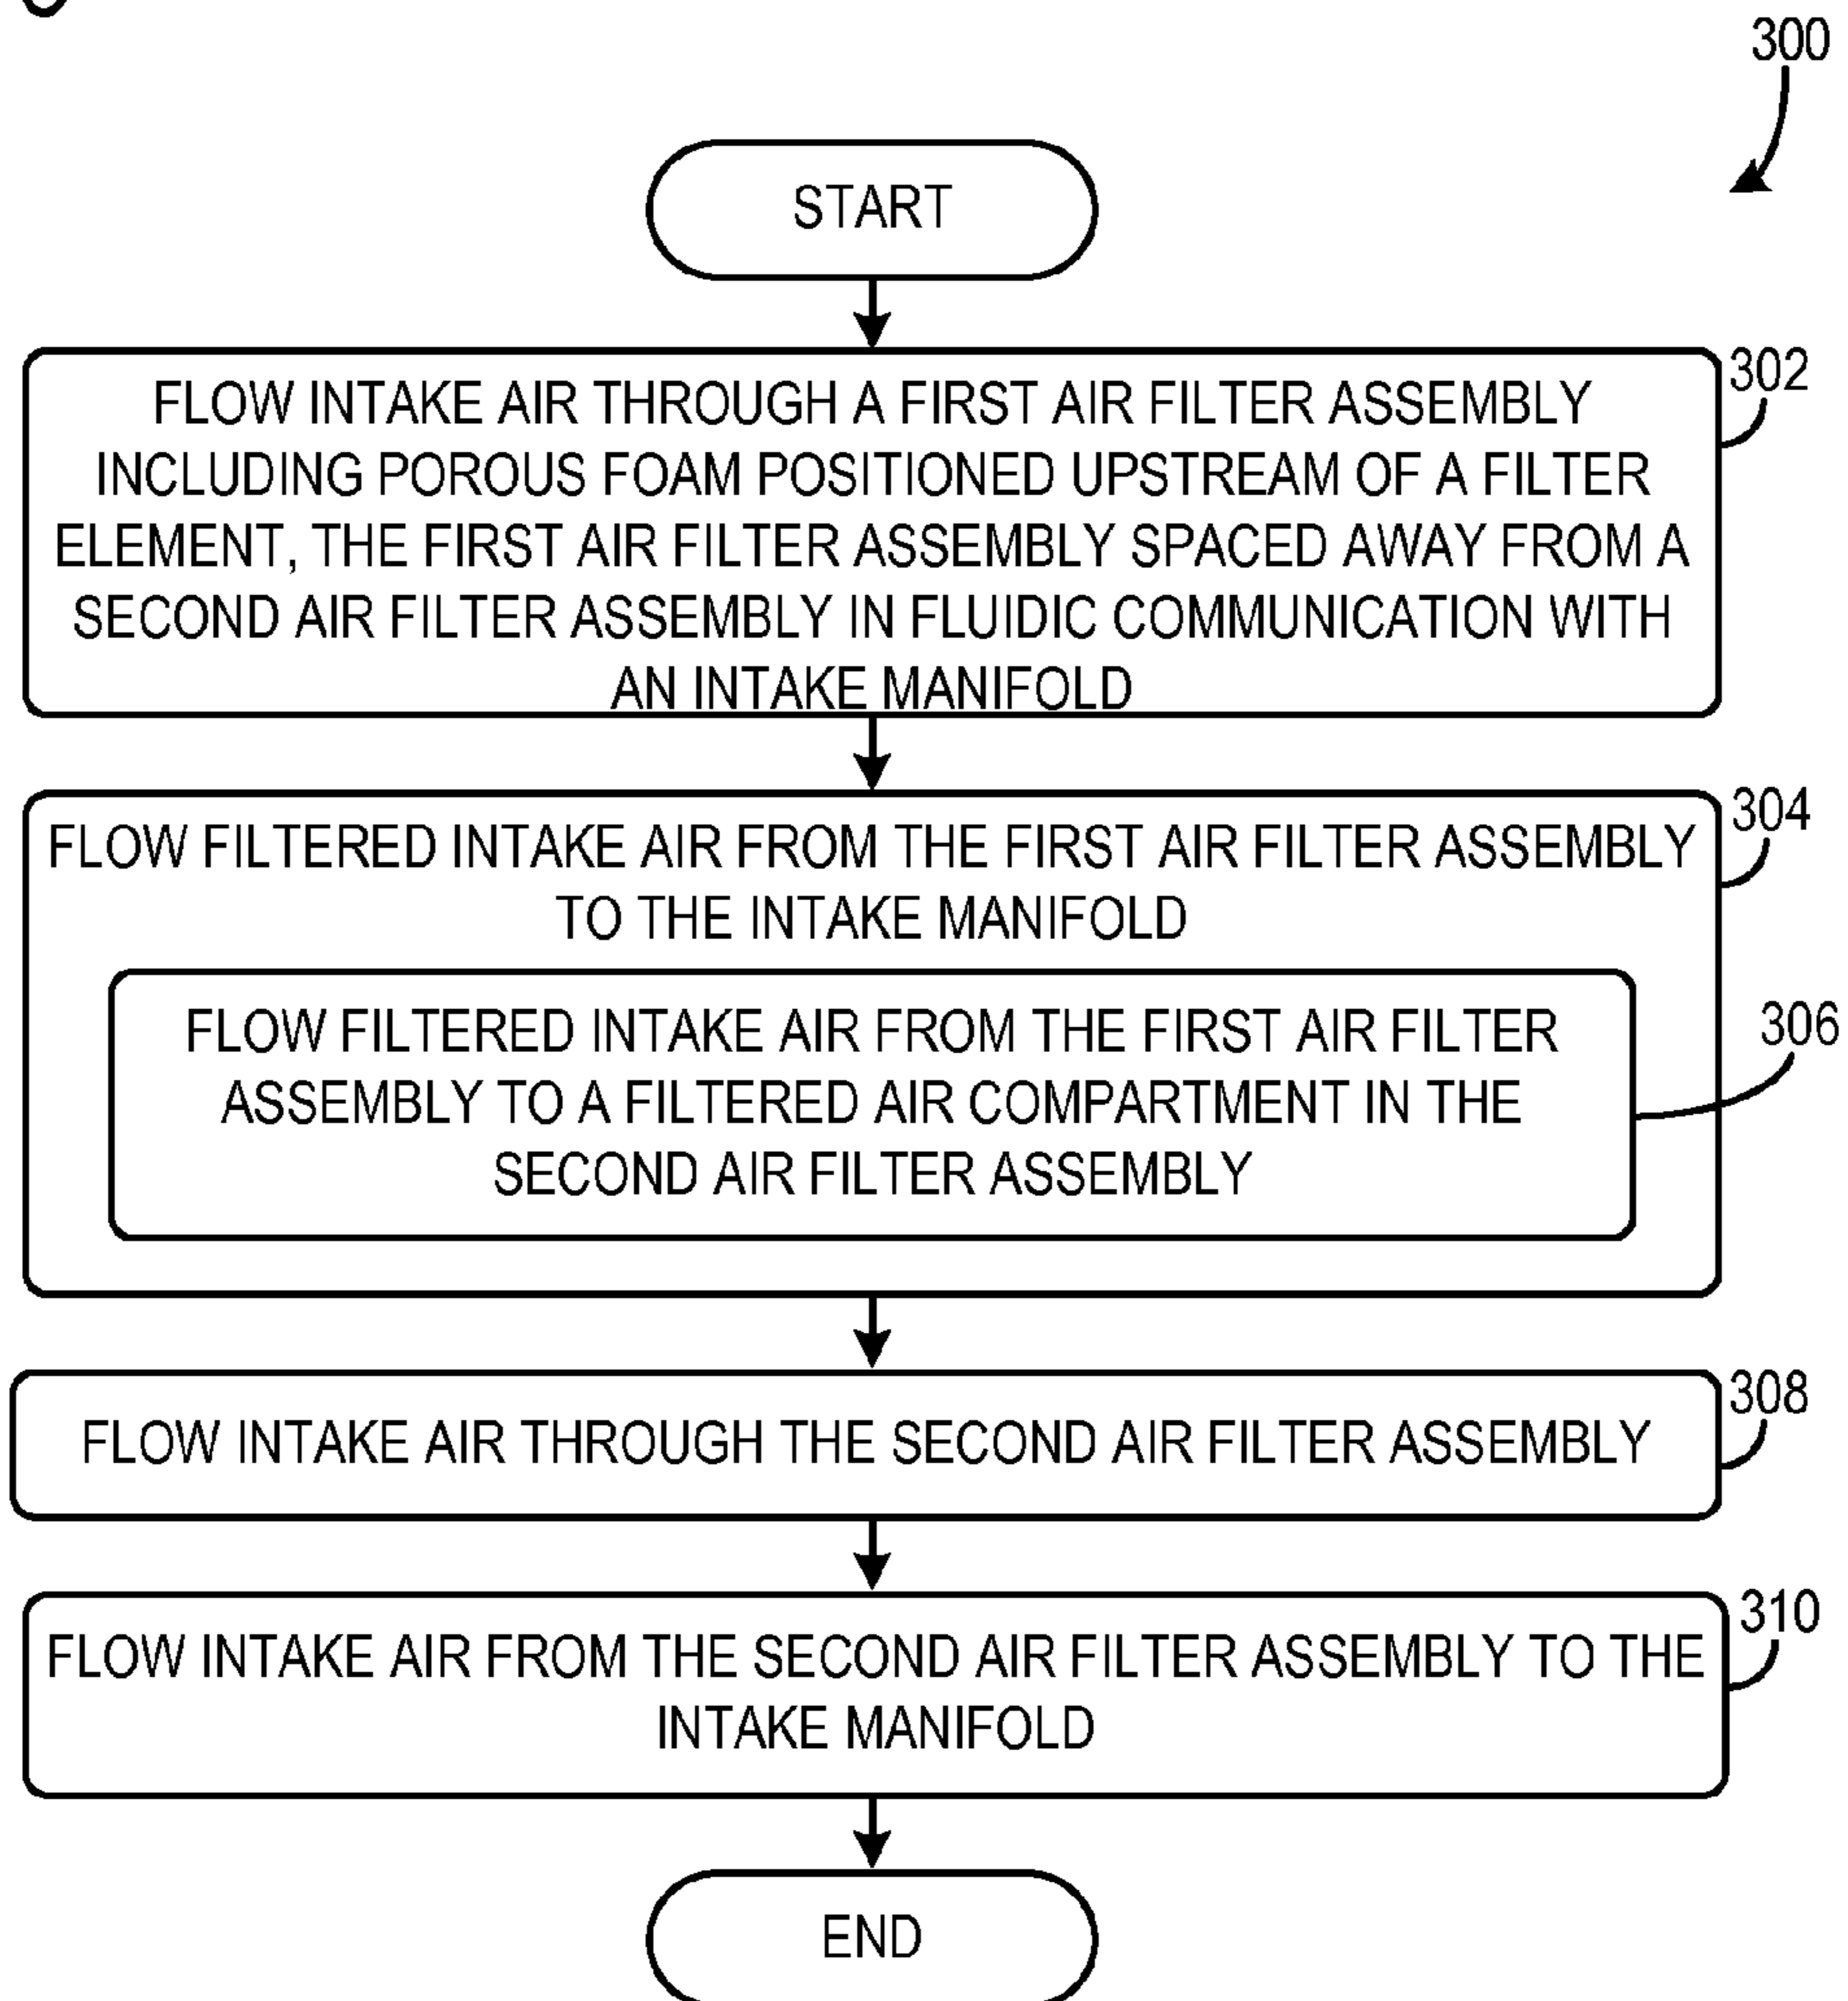 300
START
302
FLOW INTAKE AIR THROUGH A FIRST AIR FILTER ASSEMBLY
INCLUDING POROUS FOAM POSITIONED UPSTREAM OF A FILTER
ELEMENT, THE FIRST AIR FILTER ASSEMBLY SPACED AWAY FROM A
SECOND AIR FILTER ASSEMBLY IN FLUIDIC COMMUNICATION WITH
AN INTAKE MANIFOLD
304
FLOW FILTERED INTAKE AIR FROM THE FIRST AIR FILTER ASSEMBLY
TO THE INTAKE MANIFOLD
306
FLOW FILTERED INTAKE AIR FROM THE FIRST AIR FILTER
ASSEMBLY TO A FILTERED AIR COMPARTMENT IN THE
SECOND AIR FILTER ASSEMBLY
308
FLOW INTAKE AIR THROUGH THE SECOND AIR FILTER ASSEMBLY
310
FLOW INTAKE AIR FROM THE SECOND AIR FILTER ASSEMBLY TO THE
INTAKE MANIFOLD
END